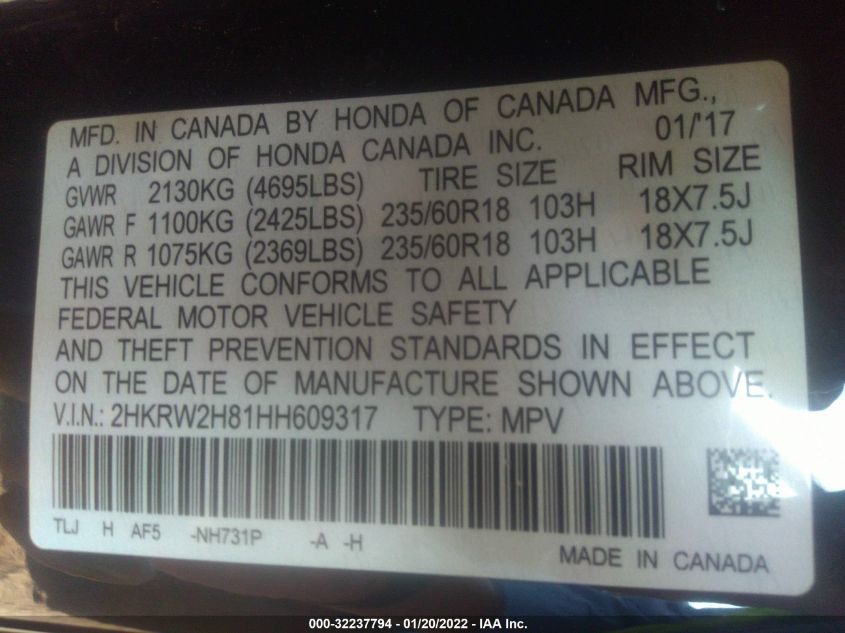 MFD. IN CANADA BY HONDA OF CANADA MFG.,
A DIVISION OF HONDA CANADA INC. 01/'17
GVWR 2130KG (4695LBS) TIRE SIZE RIM SIZE
GAWR F 1100KG (2425LBS) 235/60R18 103H 18X7.5J
GAWR R 1075KG (2369LBS) 235/60R18 103H 18X7.5J
THIS VEHICLE CONFORMS TO ALL APPLICABLE
FEDERAL MOTOR VEHICLE SAFETY
AND THEFT PREVENTION STANDARDS IN EFFECT
ON THE DATE OF MANUFACTURE SHOWN ABOVE.
V.I.N.: 2HKRW2H81HH609317 TYPE: MPV
TLJ H AF5 -NH731P -A -H
MADE IN CANADA
000-32237794 - 01/20/2022 - IAA Inc.